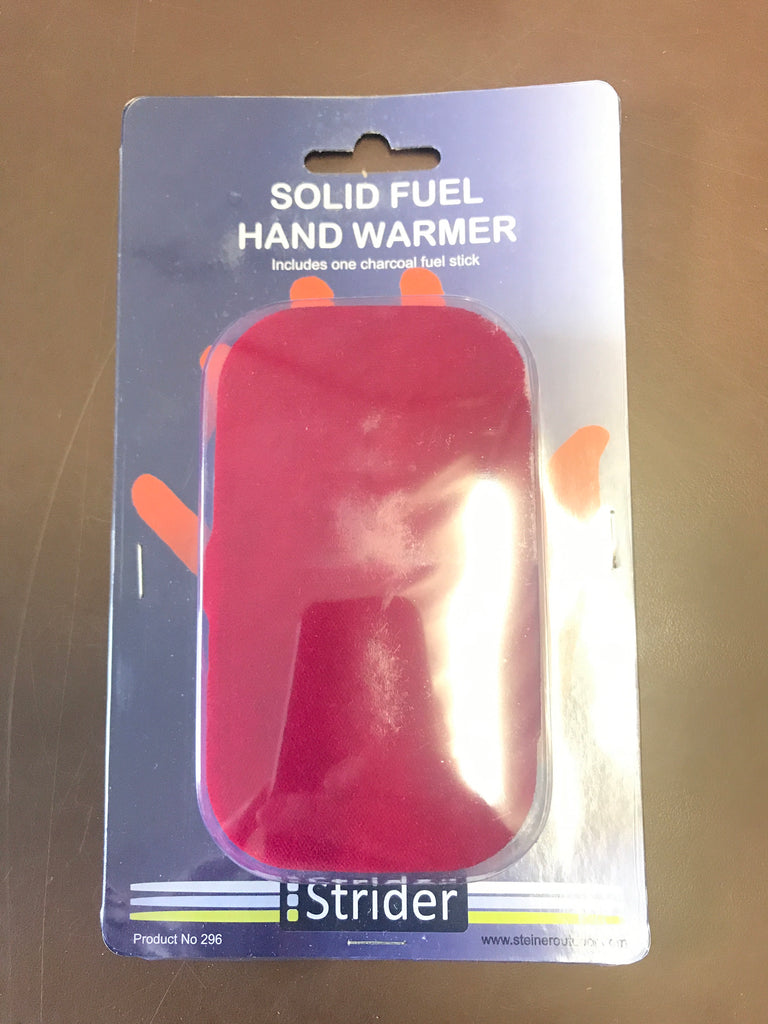 SOLID FUEL
HAND WARMER
Includes one charcoal fuel stick
Strider
Product No 296